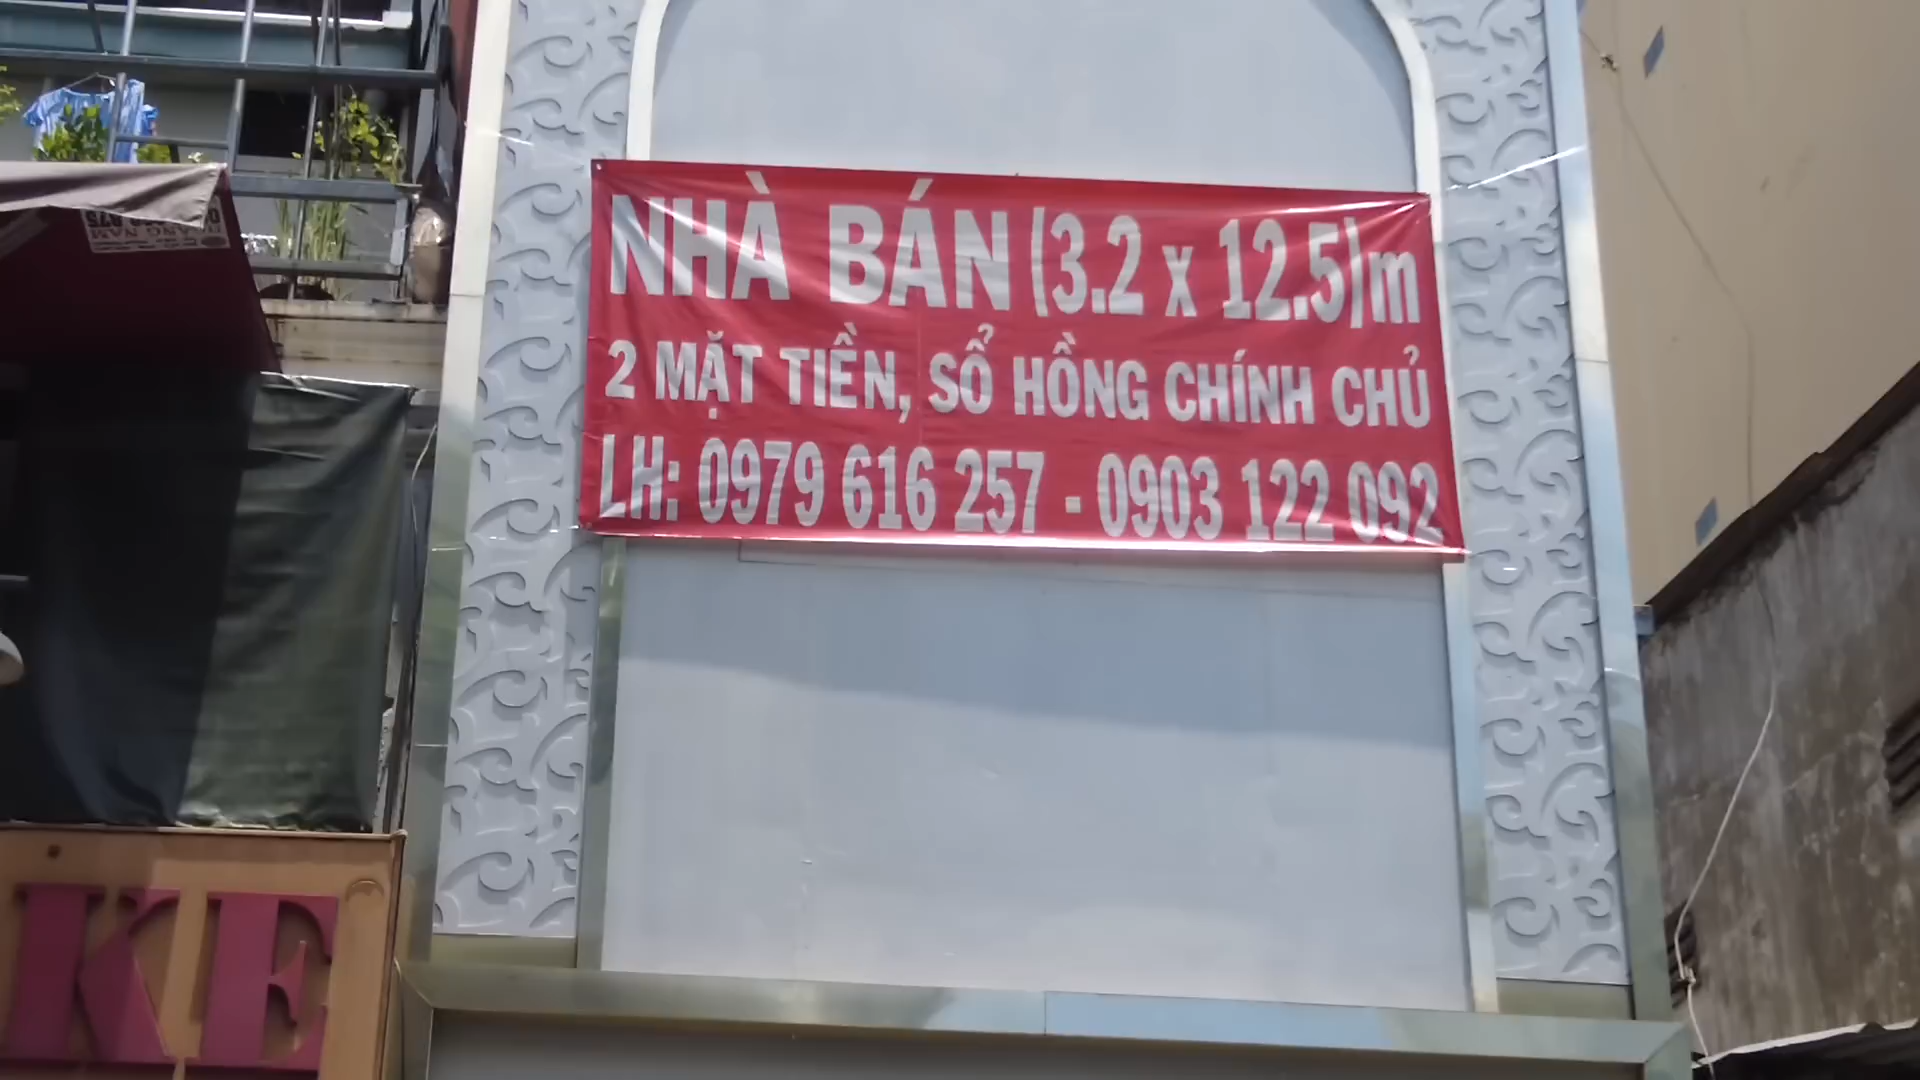 NHÀ BÁN (3.2 x 12.5)m
2 MẶT TIỀN, SỔ HỒNG CHÍNH CHỦ
LH: 0979 616 257 - 0903 122 092
KE